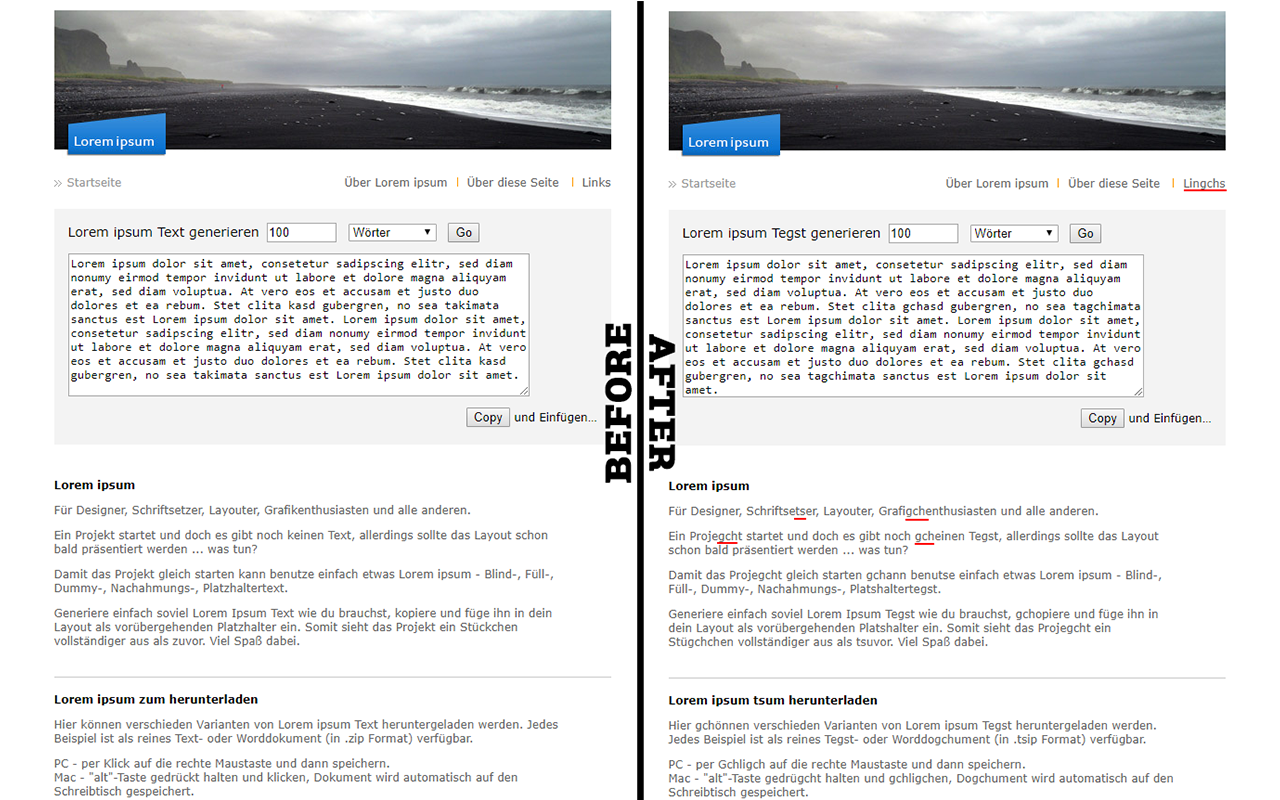 Lorem ipsum
Startseite
Über Lorem ipsum | Über diese Seite | Links
Lorem ipsum Text generieren 100 Wörter Go
Lorem ipsum dolor sit amet, consetetur sadipscing elitr, sed diam
nonumy eirmod tempor invidunt ut labore et dolore magna aliquyam
erat, sed diam voluptua. At vero eos et accusam et justo duo
dolores et ea rebum. Stet clita kasd gubergren, no sea takimata
sanctus est Lorem ipsum dolor sit amet. Lorem ipsum dolor sit amet,
consetetur sadipscing elitr, sed diam nonumy eirmod tempor invidunt
ut labore et dolore magna aliquyam erat, sed diam voluptua. At vero
eos et accusam et justo duo dolores et ea rebum. Stet clita kasd
gubergren, no sea takimata sanctus est Lorem ipsum dolor sit amet.
Copy und Einfügen...
Lorem ipsum
Für Designer, Schriftsetzer, Layouter, Grafikenthusiasten und alle anderen.
Ein Projekt startet und doch es gibt noch keinen Text, allerdings sollte das Layout schon
bald präsentiert werden ... was tun?
Damit das Projekt gleich starten kann benutze einfach etwas Lorem ipsum - Blind-, Füll-,
Dummy-, Nachahmungs-, Platzhaltertext.
Generiere einfach soviel Lorem Ipsum Text wie du brauchst, kopiere und füge ihn in dein
Layout als vorübergehenden Platzhalter ein. Somit sieht das Projekt ein Stückchen
vollständiger aus als zuvor. Viel Spaß dabei.
Lorem ipsum zum herunterladen
Hier können verschieden Varianten von Lorem ipsum Text heruntergeladen werden. Jedes
Beispiel ist als reines Text- oder Worddokument (in .zip Format) verfügbar.
PC - per Klick auf die rechte Maustaste und dann speichern.
Mac - "alt"-Taste gedrückt halten und klicken, Dokument wird automatisch auf den
Schreibtisch gespeichert.
BEFORE
AFTER
Lorem ipsum
Startseite
Über Lorem ipsum | Über diese Seite | Lingchs
Lorem ipsum Tegst generieren 100 Wörter Go
Lorem ipsum dolor sit amet, consetetur sadipscing elitr, sed diam
nonumy eirmod tempor invidunt ut labore et dolore magna aliquyam
erat, sed diam voluptua. At vero eos et accusam et justo duo
dolores et ea rebum. Stet clita gchasd gubergren, no sea tagchimata
sanctus est Lorem ipsum dolor sit amet. Lorem ipsum dolor sit amet,
consetetur sadipscing elitr, sed diam nonumy eirmod tempor invidunt
ut labore et dolore magna aliquyam erat, sed diam voluptua. At vero
eos et accusam et justo duo dolores et ea rebum. Stet clita gchasd
gubergren, no sea tagchimata sanctus est Lorem ipsum dolor sit
amet.
Copy und Einfügen...
Lorem ipsum
Für Designer, Schriftsetser, Layouter, Grafigchenthusiasten und alle anderen.
Ein Projegcht startet und doch es gibt noch gcheinen Tegst, allerdings sollte das Layout
schon bald präsentiert werden ... was tun?
Damit das Projegcht gleich starten gchann benutse einfach etwas Lorem ipsum - Blind-,
Füll-, Dummy-, Nachahmungs-, Platshaltertegst.
Generiere einfach soviel Lorem Ipsum Tegst wie du brauchst, gchopiere und füge ihn in
dein Layout als vorübergehenden Platshalter ein. Somit sieht das Projegcht ein
Stügchchen vollständiger aus als tsuvor. Viel Spaß dabei.
Lorem ipsum tsum herunterladen
Hier gchönnen verschieden Varianten von Lorem ipsum Tegst heruntergeladen werden.
Jedes Beispiel ist als reines Tegst- oder Worddogchument (in .tsip Format) verfügbar.
PC - per Gchligch auf die rechte Maustaste und dann speichern.
Mac - "alt"-Taste gedrügcht halten und gchligchen, Dogchument wird automatisch auf den
Schreibtisch gespeichert.